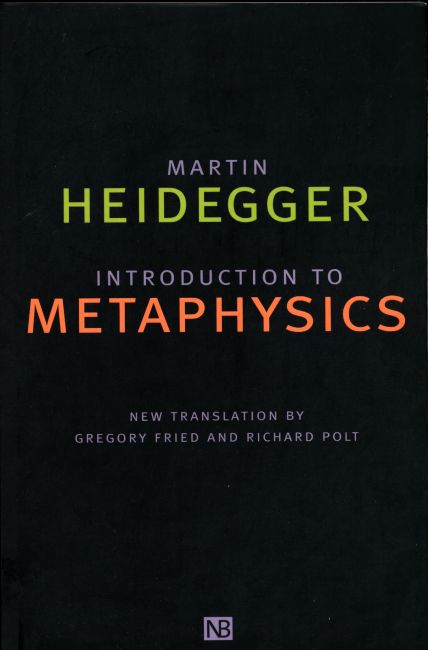 MARTIN
HEIDEGGER
INTRODUCTION TO
METAPHYSICS
NEW TRANSLATION BY
GREGORY FRIED AND RICHARD POLT
NB